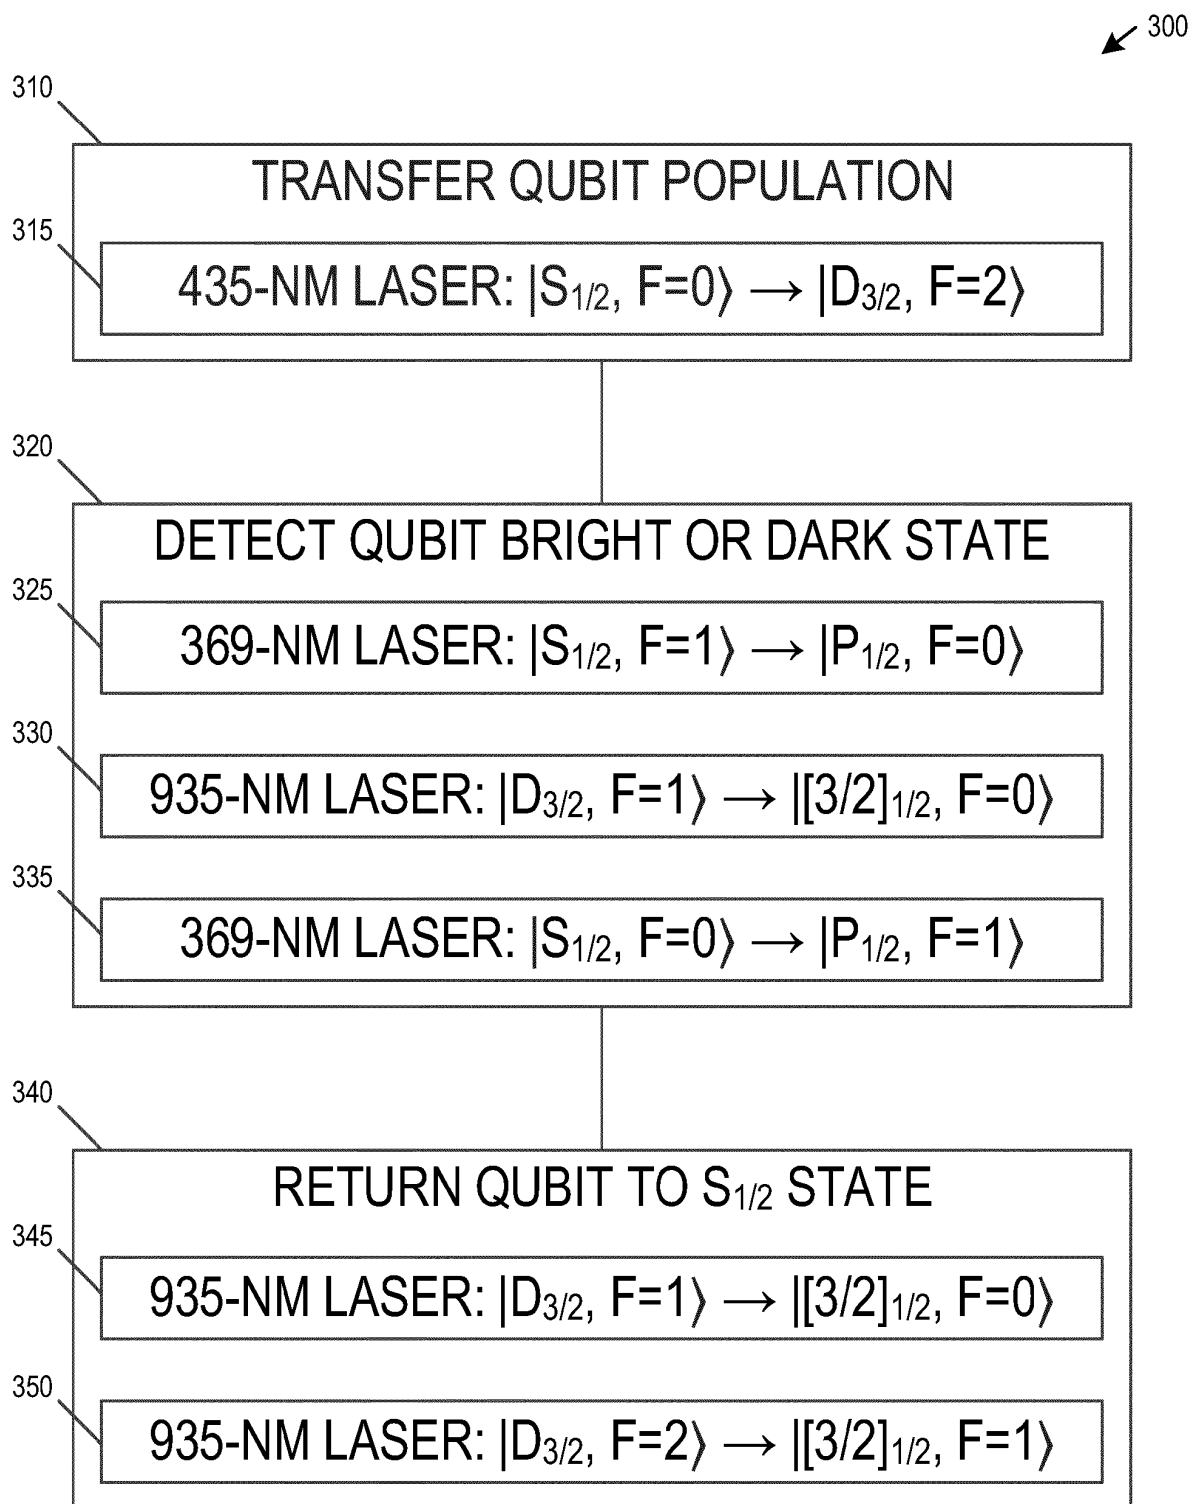 300
310
TRANSFER QUBIT POPULATION
315
435-NM LASER: |S1/2, F=0⟩ → |D3/2, F=2⟩
320
DETECT QUBIT BRIGHT OR DARK STATE
325
369-NM LASER: |S1/2, F=1⟩ → |P1/2, F=0⟩
330
935-NM LASER: |D3/2, F=1⟩ → |[3/2]1/2, F=0⟩
335
369-NM LASER: |S1/2, F=0⟩ → |P1/2, F=1⟩
340
RETURN QUBIT TO S1/2 STATE
345
935-NM LASER: |D3/2, F=1⟩ → |[3/2]1/2, F=0⟩
350
935-NM LASER: |D3/2, F=2⟩ → |[3/2]1/2, F=1⟩